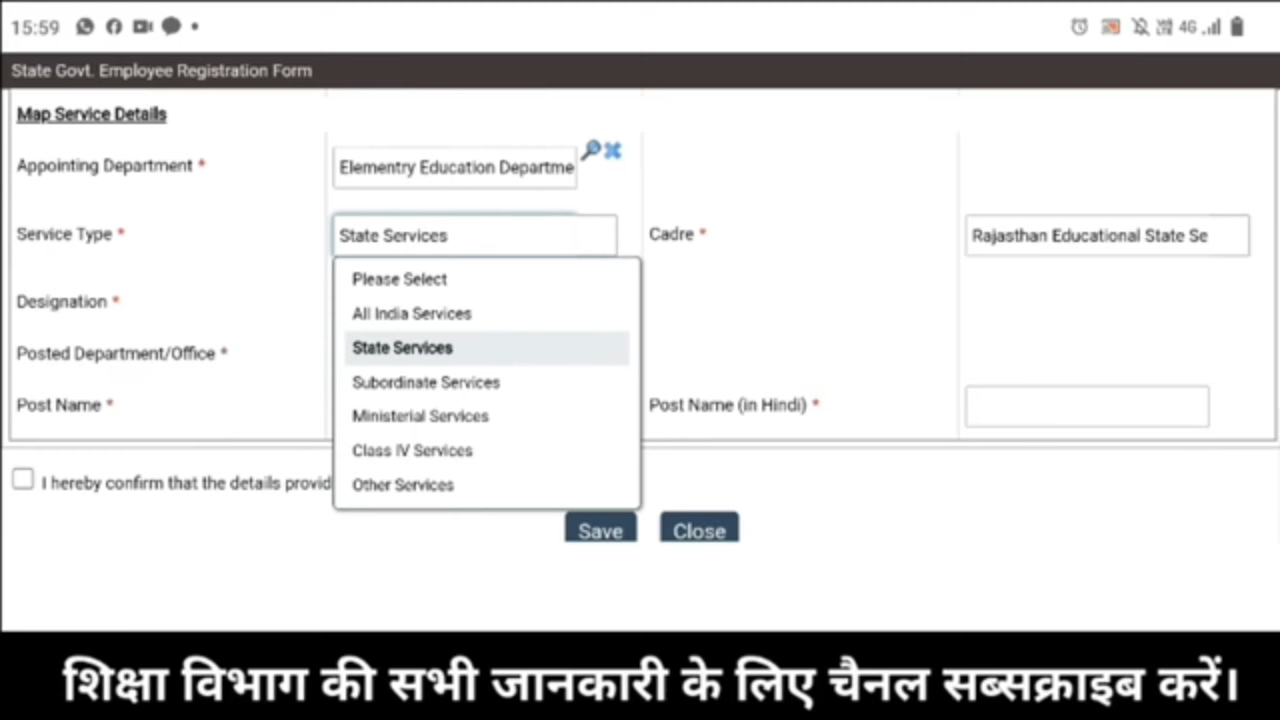 15:59
4G
State Govt. Employee Registration Form
Map Service Details
Appointing Department *
Elementry Education Departme
Service Type *
State Services
Cadre *
Rajasthan Educational State Se
Please Select
All India Services
Designation *
State Services
Posted Department/Office *
Subordinate Services
Post Name *
Ministerial Services
Post Name (in Hindi) *
Class IV Services
I hereby confirm that the details provid
Other Services
Save
Close
शिक्षा विभाग की सभी जानकारी के लिए चैनल सब्सक्राइब करें।